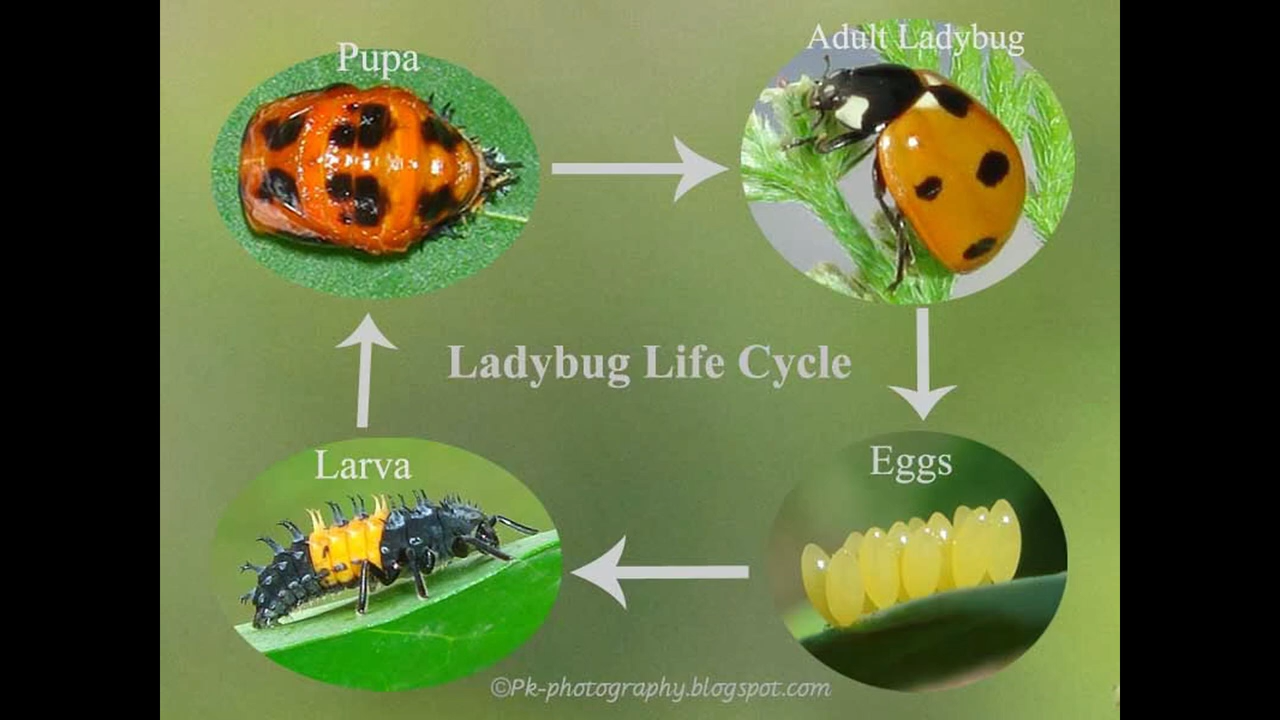 Pupa
Adult Ladybug
Ladybug Life Cycle
Larva
Eggs
©Pk-photography.blogspot.com